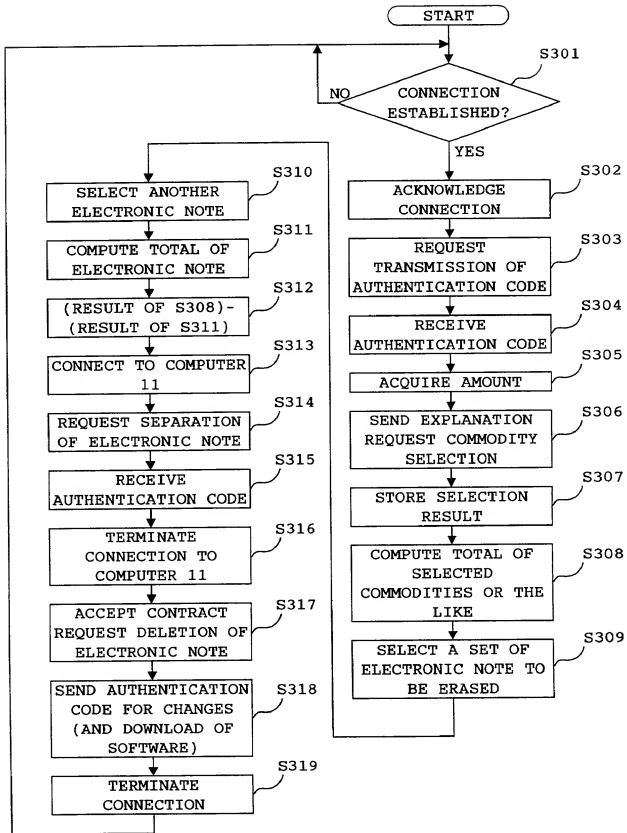 START
S301
CONNECTION
ESTABLISHED?
NO
YES
S302
ACKNOWLEDGE
CONNECTION
S303
REQUEST
TRANSMISSION OF
AUTHENTICATION CODE
S304
RECEIVE
AUTHENTICATION CODE
S305
ACQUIRE AMOUNT
S306
SEND EXPLANATION
REQUEST COMMODITY
SELECTION
S307
STORE SELECTION
RESULT
S308
COMPUTE TOTAL OF
SELECTED
COMMODITIES OR THE
LIKE
S309
SELECT A SET OF
ELECTRONIC NOTE TO
BE ERASED
S310
SELECT ANOTHER
ELECTRONIC NOTE
S311
COMPUTE TOTAL OF
ELECTRONIC NOTE
S312
(RESULT OF S308)-
(RESULT OF S311)
S313
CONNECT TO COMPUTER
11
S314
REQUEST SEPARATION
OF ELECTRONIC NOTE
S315
RECEIVE
AUTHENTICATION CODE
S316
TERMINATE
CONNECTION TO
COMPUTER 11
S317
ACCEPT CONTRACT
REQUEST DELETION OF
ELECTRONIC NOTE
S318
SEND AUTHENTICATION
CODE FOR CHANGES
(AND DOWNLOAD OF
SOFTWARE)
S319
TERMINATE
CONNECTION